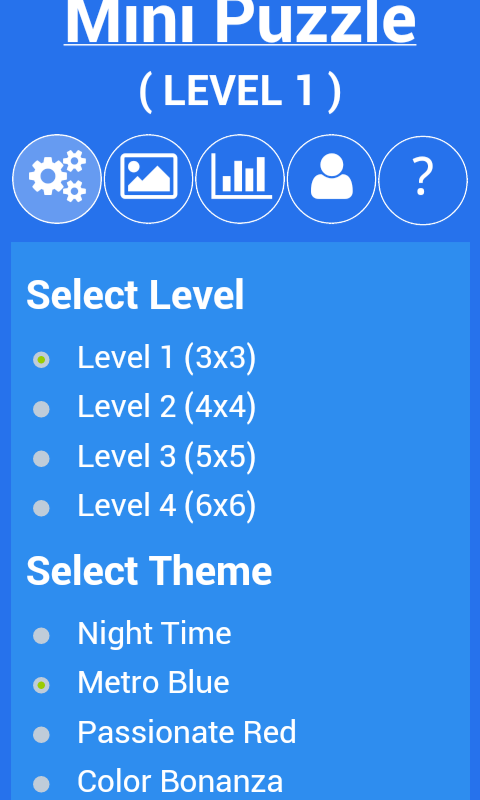 Mini Puzzle
( LEVEL 1 )
?
Select Level
Level 1 (3x3)
Level 2 (4x4)
Level 3 (5x5)
Level 4 (6x6)
Select Theme
Night Time
Metro Blue
Passionate Red
Color Bonanza